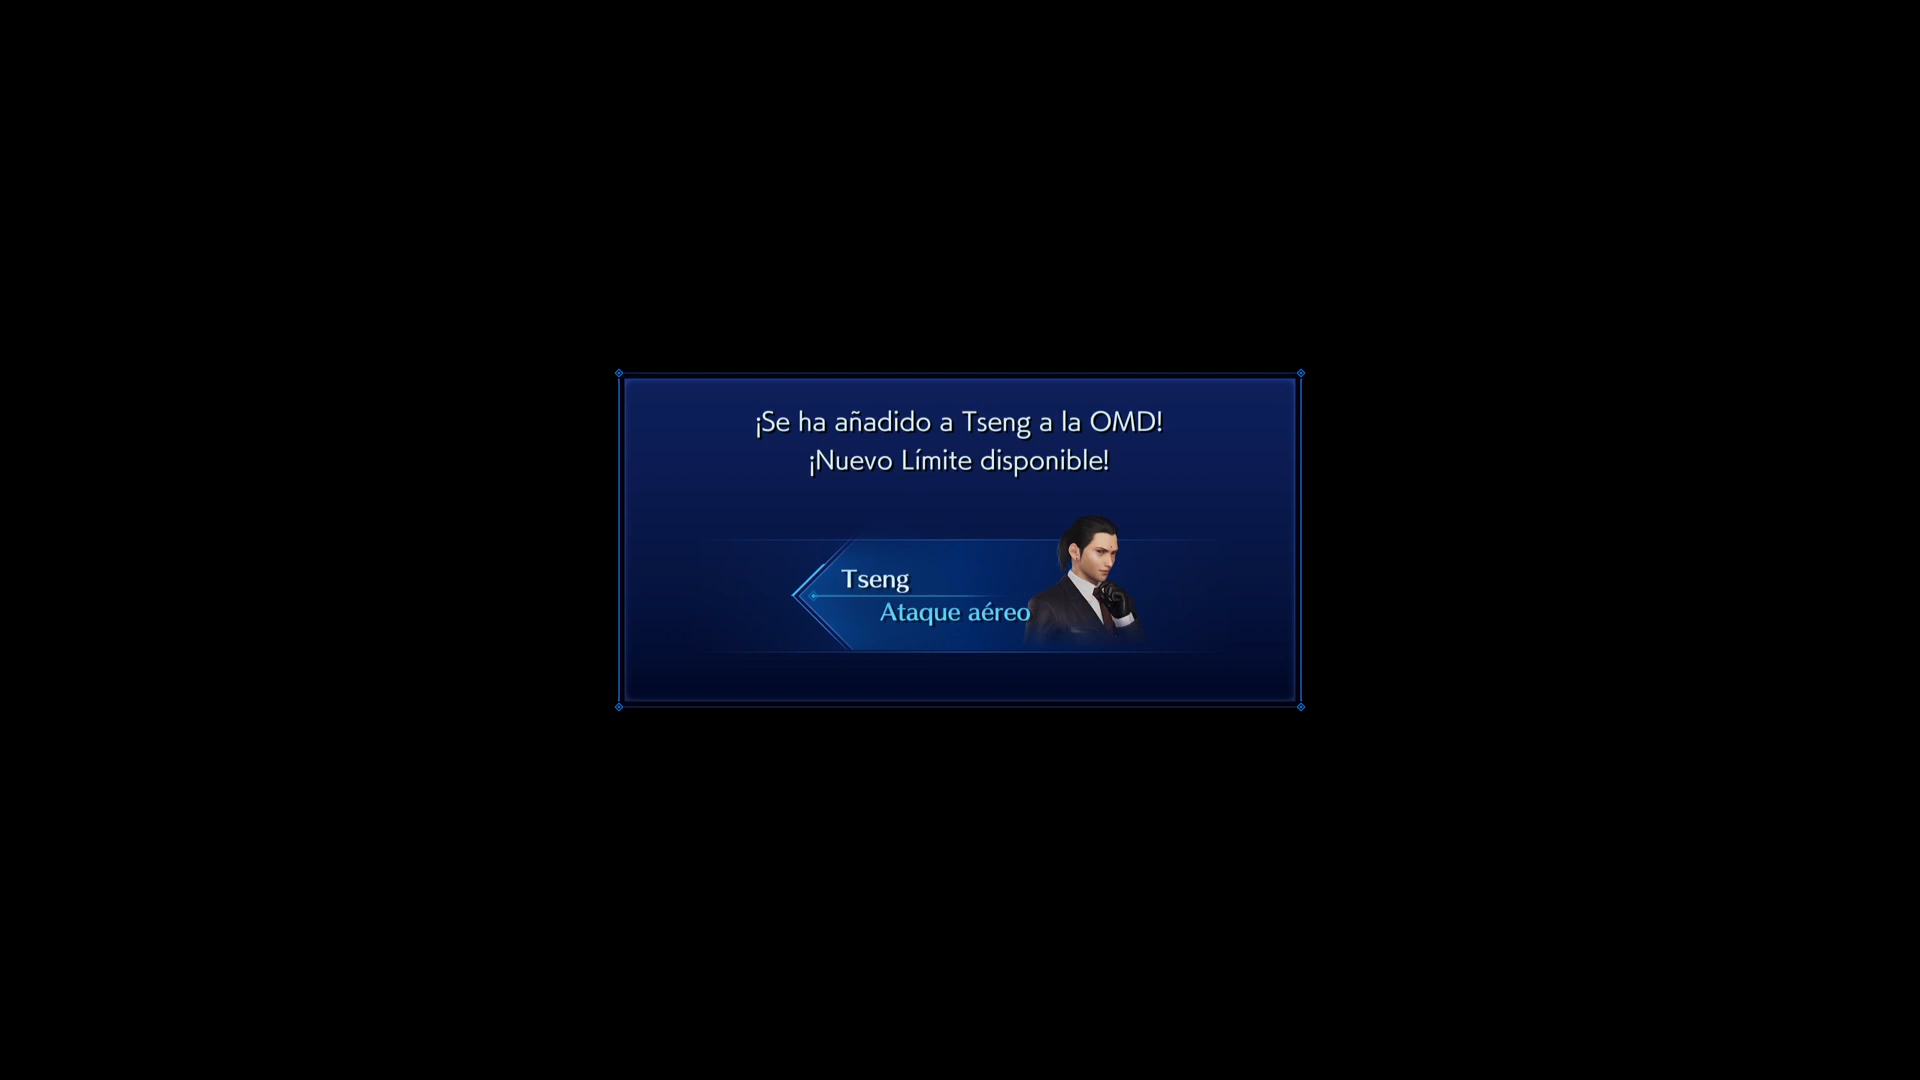 ¡Se ha añadido a Tseng a la OMD!
¡Nuevo Límite disponible!
Tseng
Ataque aéreo